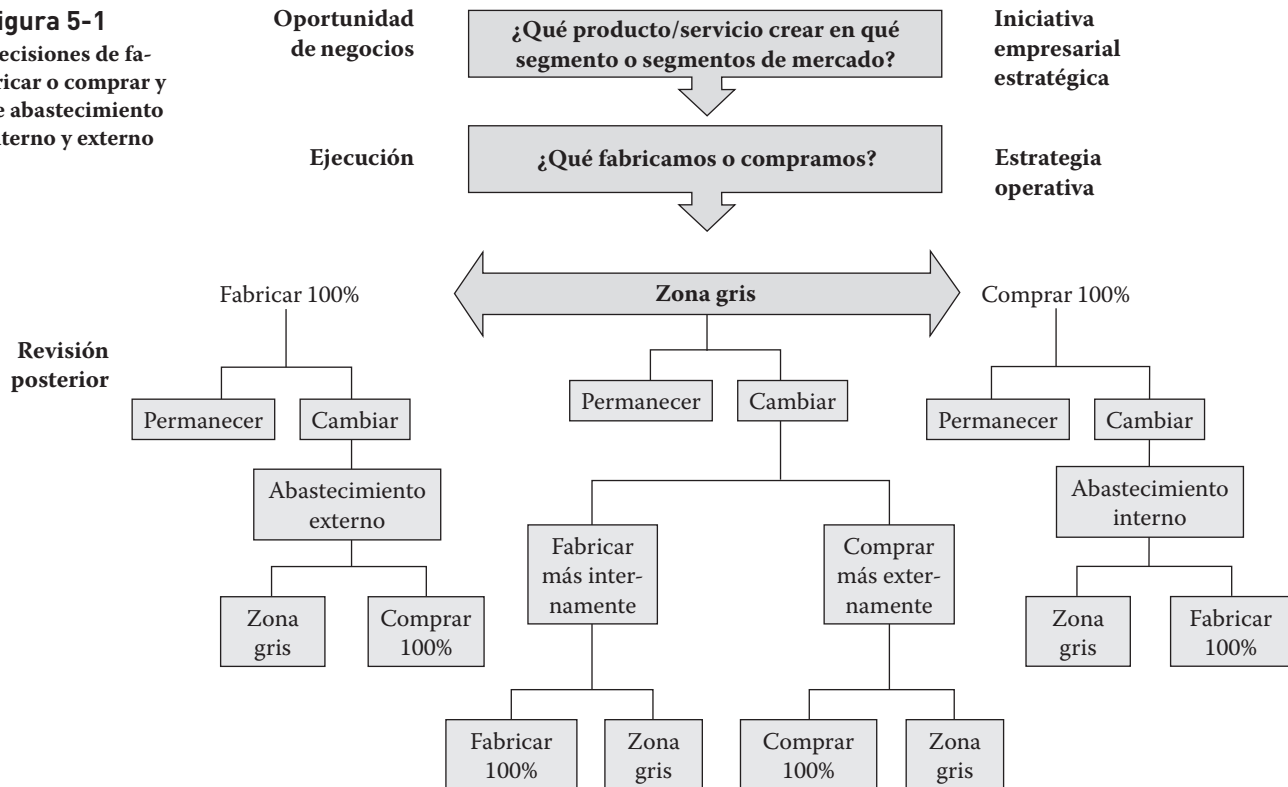 igura 5-1
ecisiones de fa-
ricar o comprar y
e abastecimiento
nterno y externo
Oportunidad
de negocios
¿Qué producto/servicio crear en qué
segmento o segmentos de mercado?
Iniciativa
empresarial
estratégica
Ejecución
¿Qué fabricamos o compramos?
Estrategia
operativa
Fabricar 100%
Zona gris
Comprar 100%
Revisión
posterior
Permanecer
Cambiar
Permanecer
Cambiar
Permanecer
Cambiar
Abastecimiento
externo
Abastecimiento
interno
Fabricar
más inter-
namente
Comprar
más exter-
namente
Zona
gris
Comprar
100%
Zona
gris
Fabricar
100%
Fabricar
100%
Zona
gris
Comprar
100%
Zona
gris